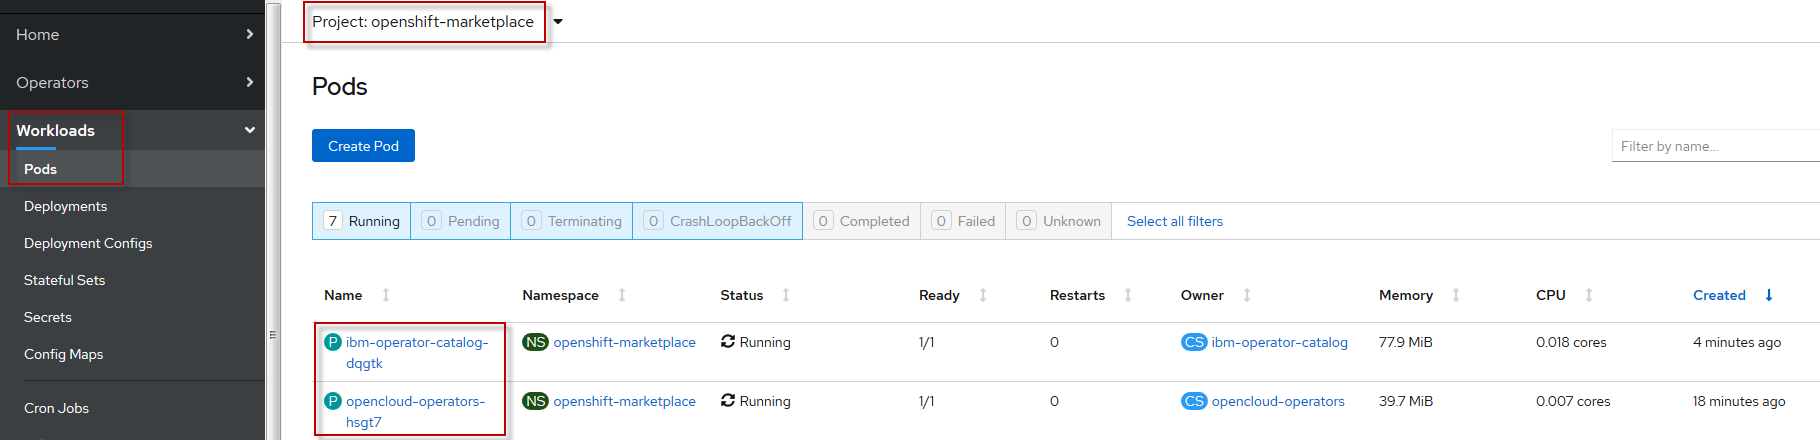 Home
Operators
Workloads
Pods
Deployments
Deployment Configs
Stateful Sets
Secrets
Config Maps
Cron Jobs
Project: openshift-marketplace
Pods
Create Pod
Filter by name...
7 Running 0 Pending 0 Terminating 0 CrashLoopBackOff 0 Completed 0 Failed 0 Unknown Select all filters
Name Namespace Status Ready Restarts Owner Memory CPU Created
P ibm-operator-catalog- NS openshift-marketplace Running 1/1 0 CS ibm-operator-catalog 77.9 MiB 0.018 cores 4 minutes ago
dqgtk
P opencloud-operators- NS openshift-marketplace Running 1/1 0 CS opencloud-operators 39.7 MiB 0.007 cores 18 minutes ago
hsgt7